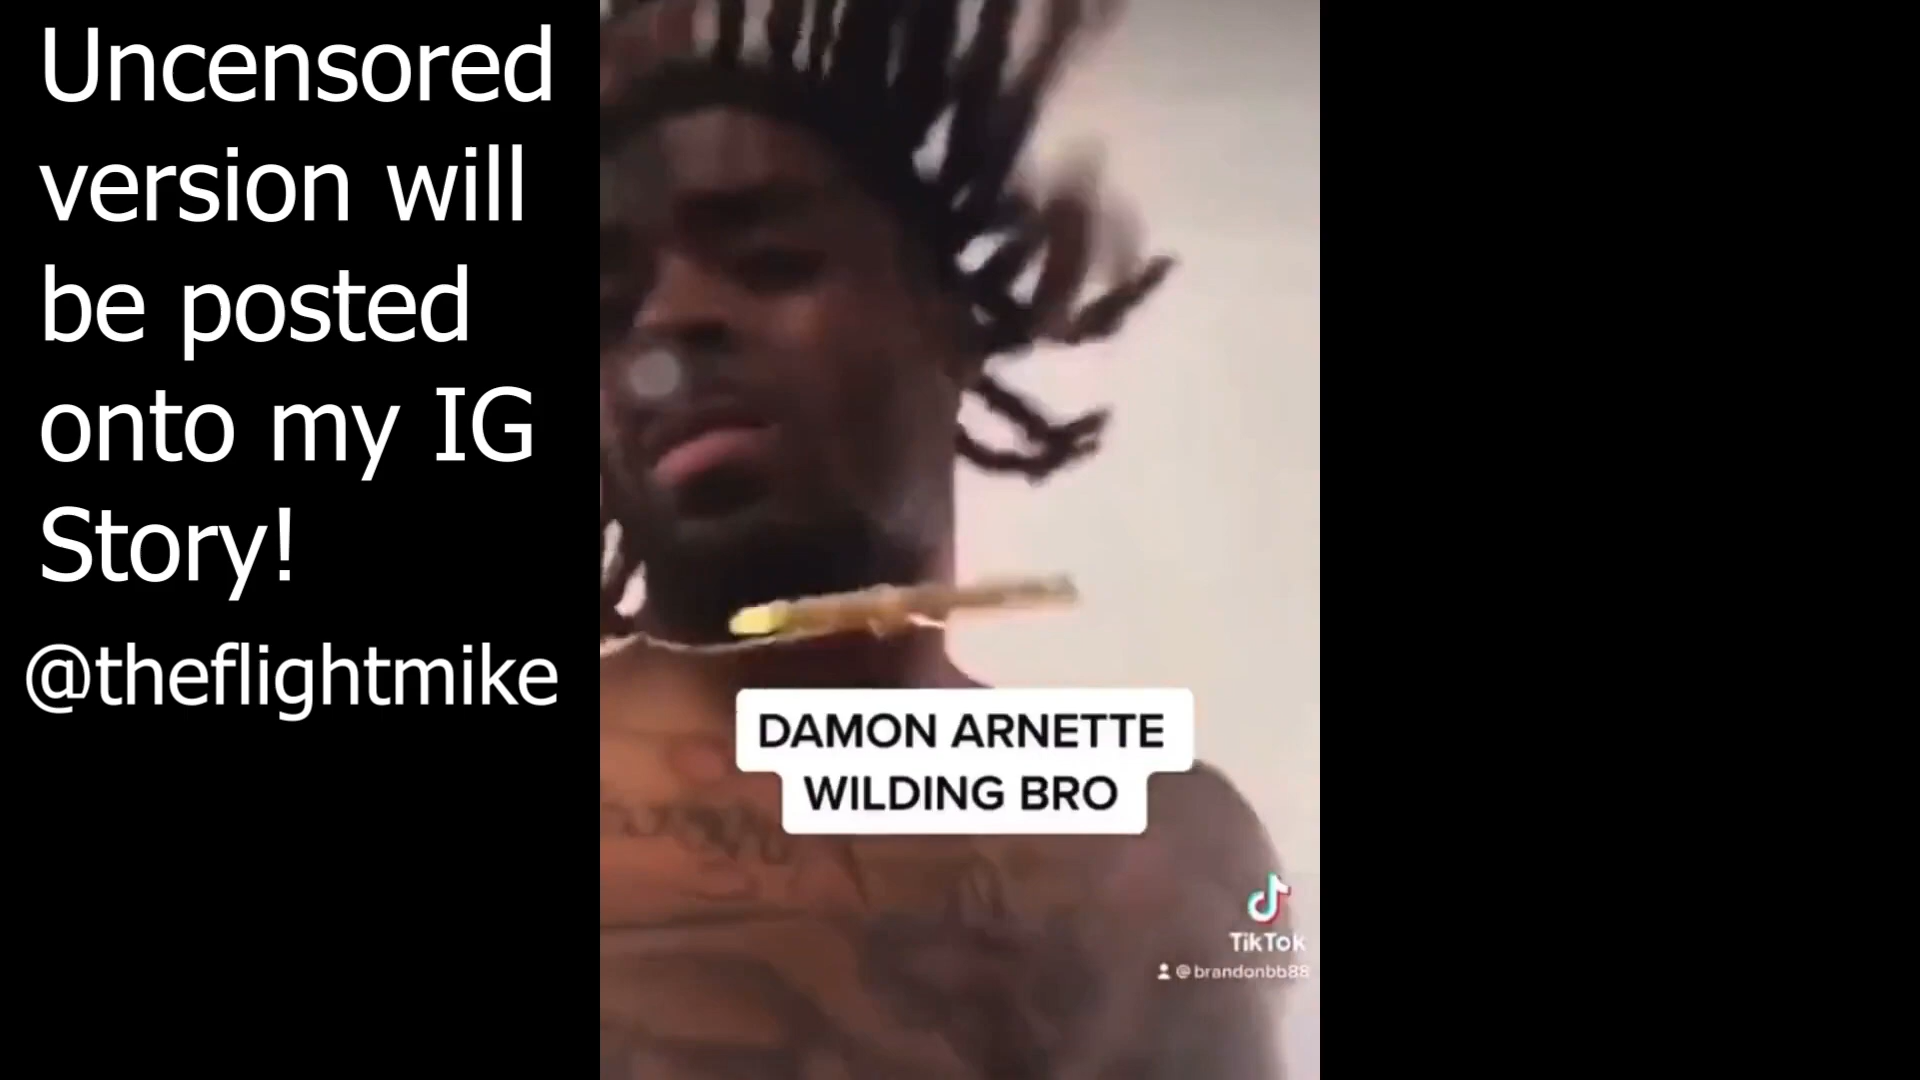 Uncensored
version will
be posted
onto my IG
Story!
@theflightmike
DAMON ARNETTE
WILDING BRO
TikTok
@brandonbb88